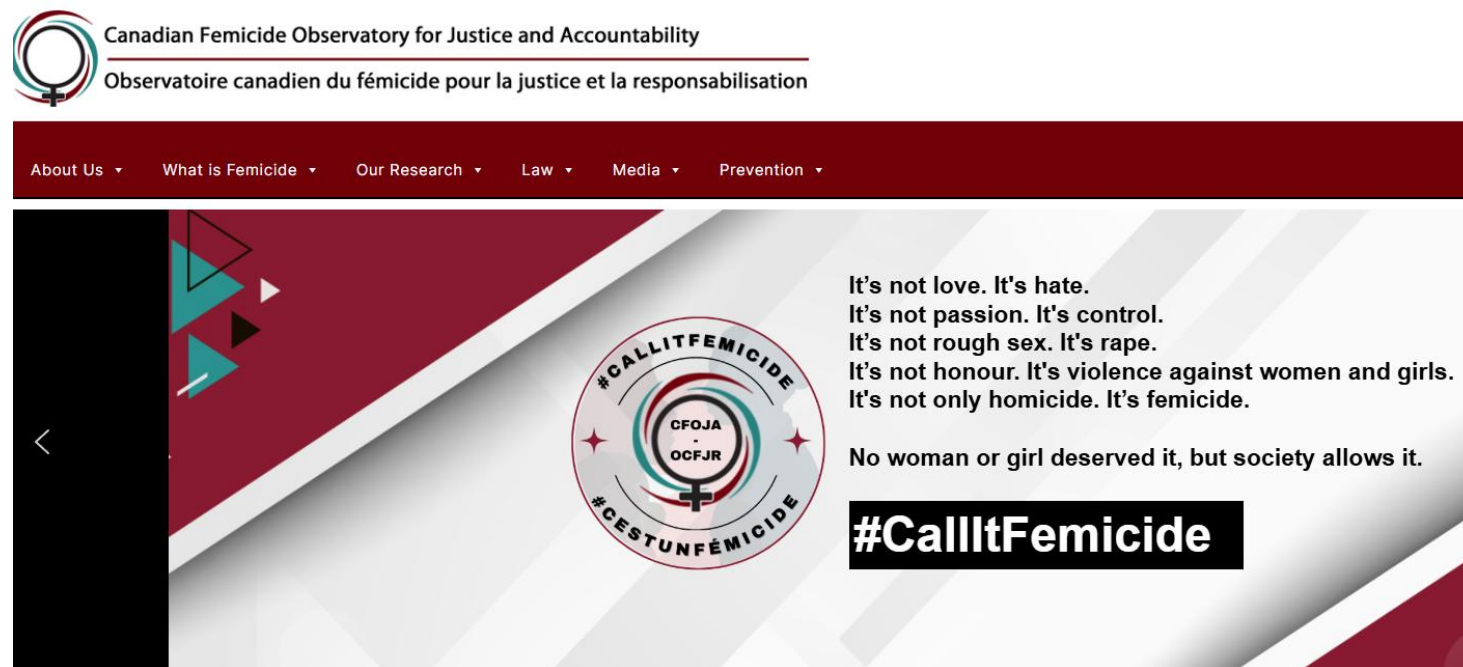 Canadian Femicide Observatory for Justice and Accountability
Observatoire canadien du fémicide pour la justice et la responsabilisation
About Us What is Femicide Our Research Law Media Prevention
#CALLITFEMICIDE
CFOJA
-
OCFJR
#CESTUNFÉMICIDE
It’s not love. It's hate.
It’s not passion. It's control.
It’s not rough sex. It's rape.
It’s not honour. It's violence against women and girls.
It's not only homicide. It’s femicide.
No woman or girl deserved it, but society allows it.
#CallItFemicide